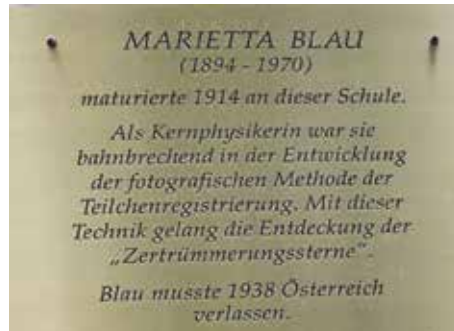 MARIETTA BLAU
(1894 - 1970)
maturierte 1914 an dieser Schule.
Als Kernphysikerin war sie
bahnbrechend in der Entwicklung
der fotografischen Methode der
Teilchenregistrierung. Mit dieser
Technik gelang die Entdeckung der
„Zertrümmerungssterne“.
Blau musste 1938 Österreich
verlassen.